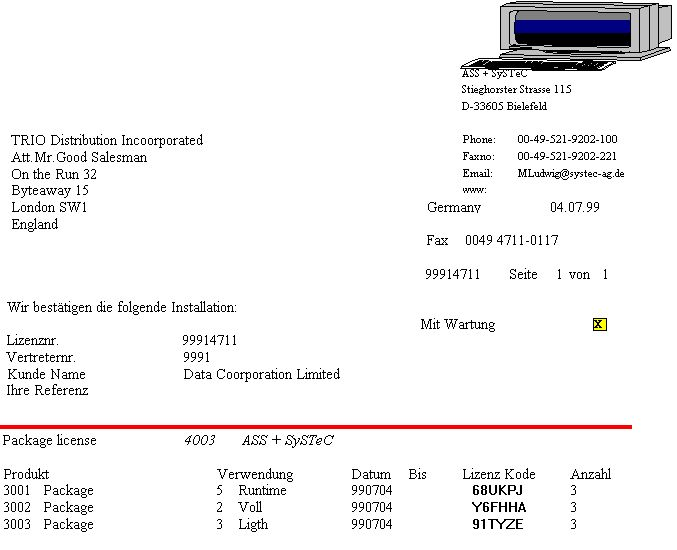 ASS + SySTeC
Stieghorster Strasse 115
D-33605 Bielefeld
TRIO Distribution Incoorporated
Att.Mr.Good Salesman
On the Run 32
Byteaway 15
London SW1
England
Phone: 00-49-521-9202-100
Faxno: 00-49-521-9202-221
Email: MLudwig@systec-ag.de
www:
Germany 04.07.99
Fax 0049 4711-0117
99914711 Seite 1 von 1
Wir bestätigen die folgende Installation:
Mit Wartung X
Lizenznr. 99914711
Vertreternr. 9991
Kunde Name Data Coorporation Limited
Ihre Referenz
Package license 4003 ASS + SySTeC
Produkt Verwendung Datum Bis Lizenz Kode Anzahl
3001 Package 5 Runtime 990704 68UKPJ 3
3002 Package 2 Voll 990704 Y6FHHA 3
3003 Package 3 Ligth 990704 91TYZE 3